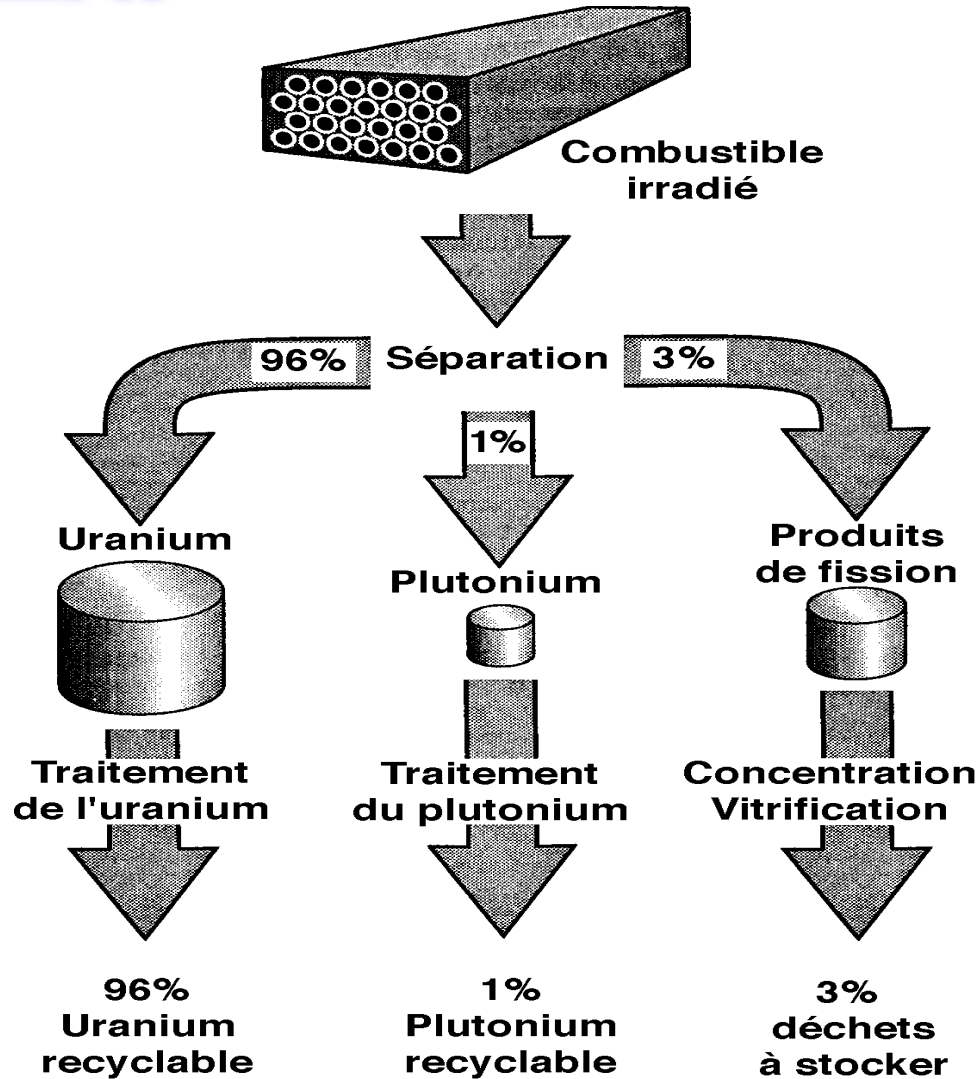 Combustible
irradié
96%
Séparation
3%
1%
Uranium
Plutonium
Produits
de fission
Traitement
de l'uranium
Traitement
du plutonium
Concentration
Vitrification
96%
Uranium
recyclable
1%
Plutonium
recyclable
3%
déchets
à stocker